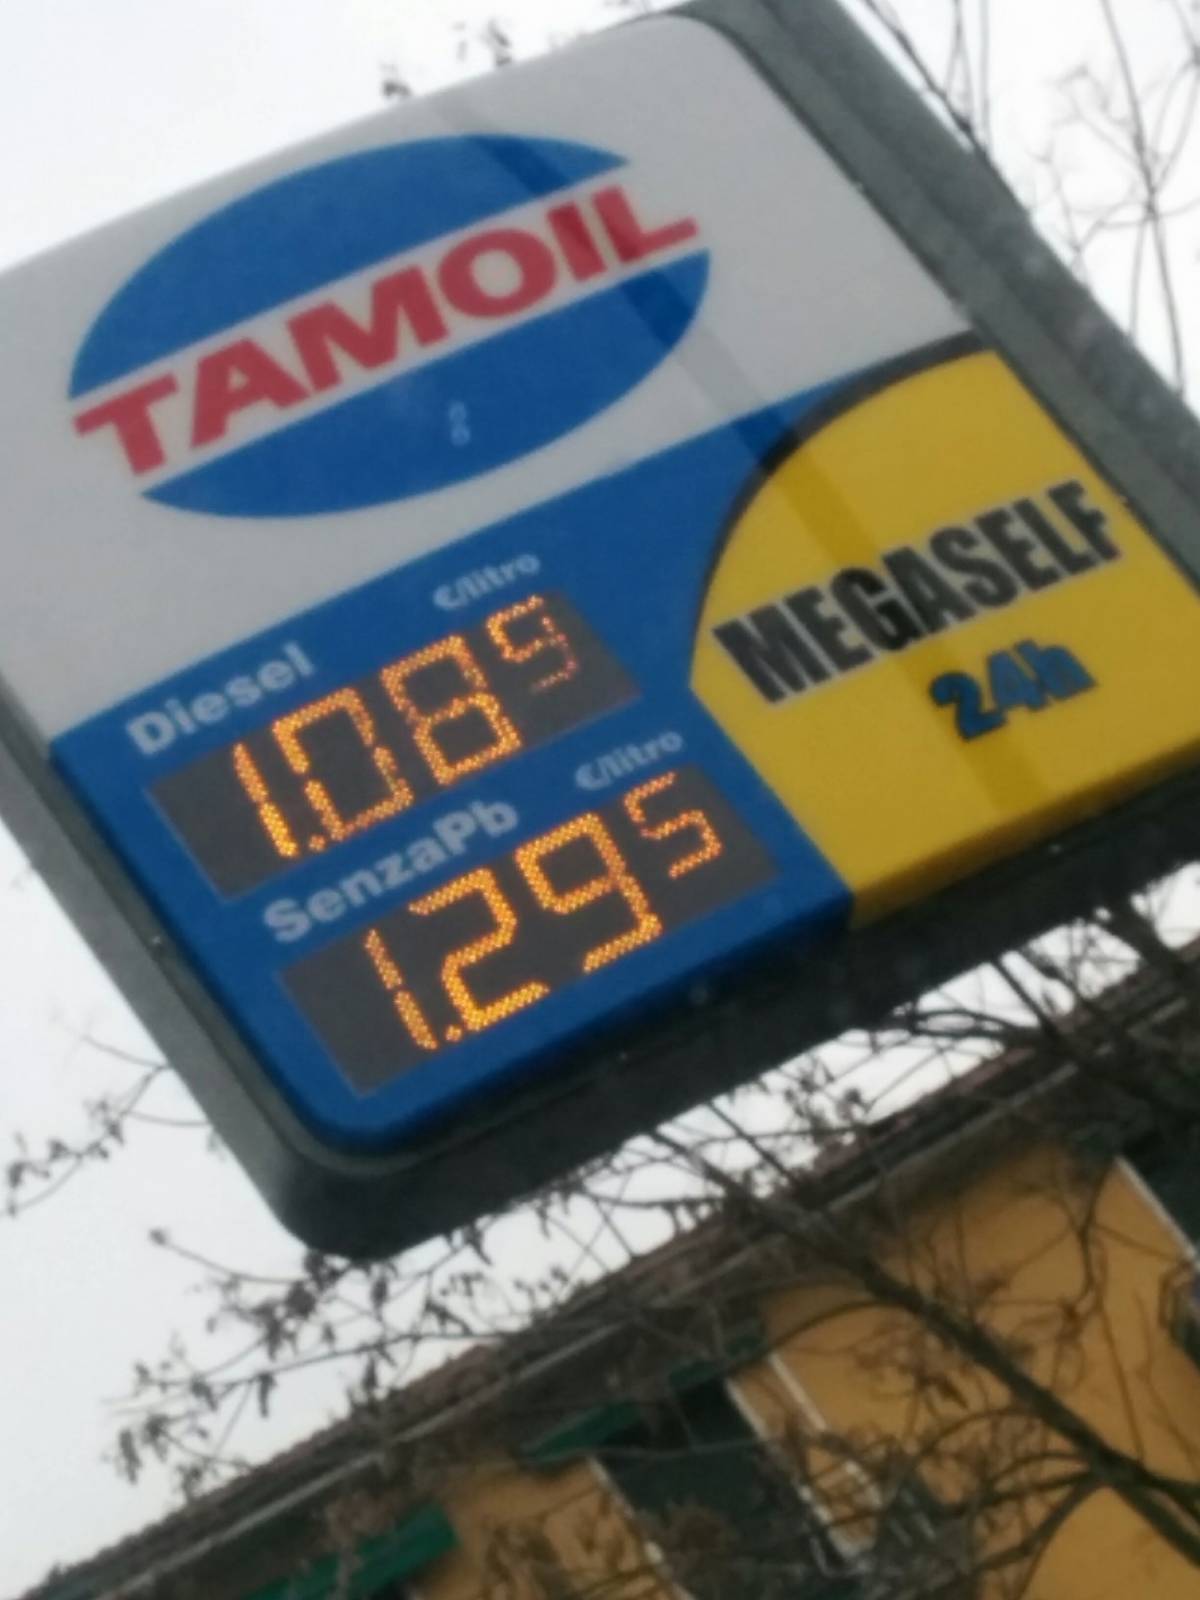 TAMOIL
€/litro
Diesel
1.089
€/litro
SenzaPb
1.295
MEGASELF
24h